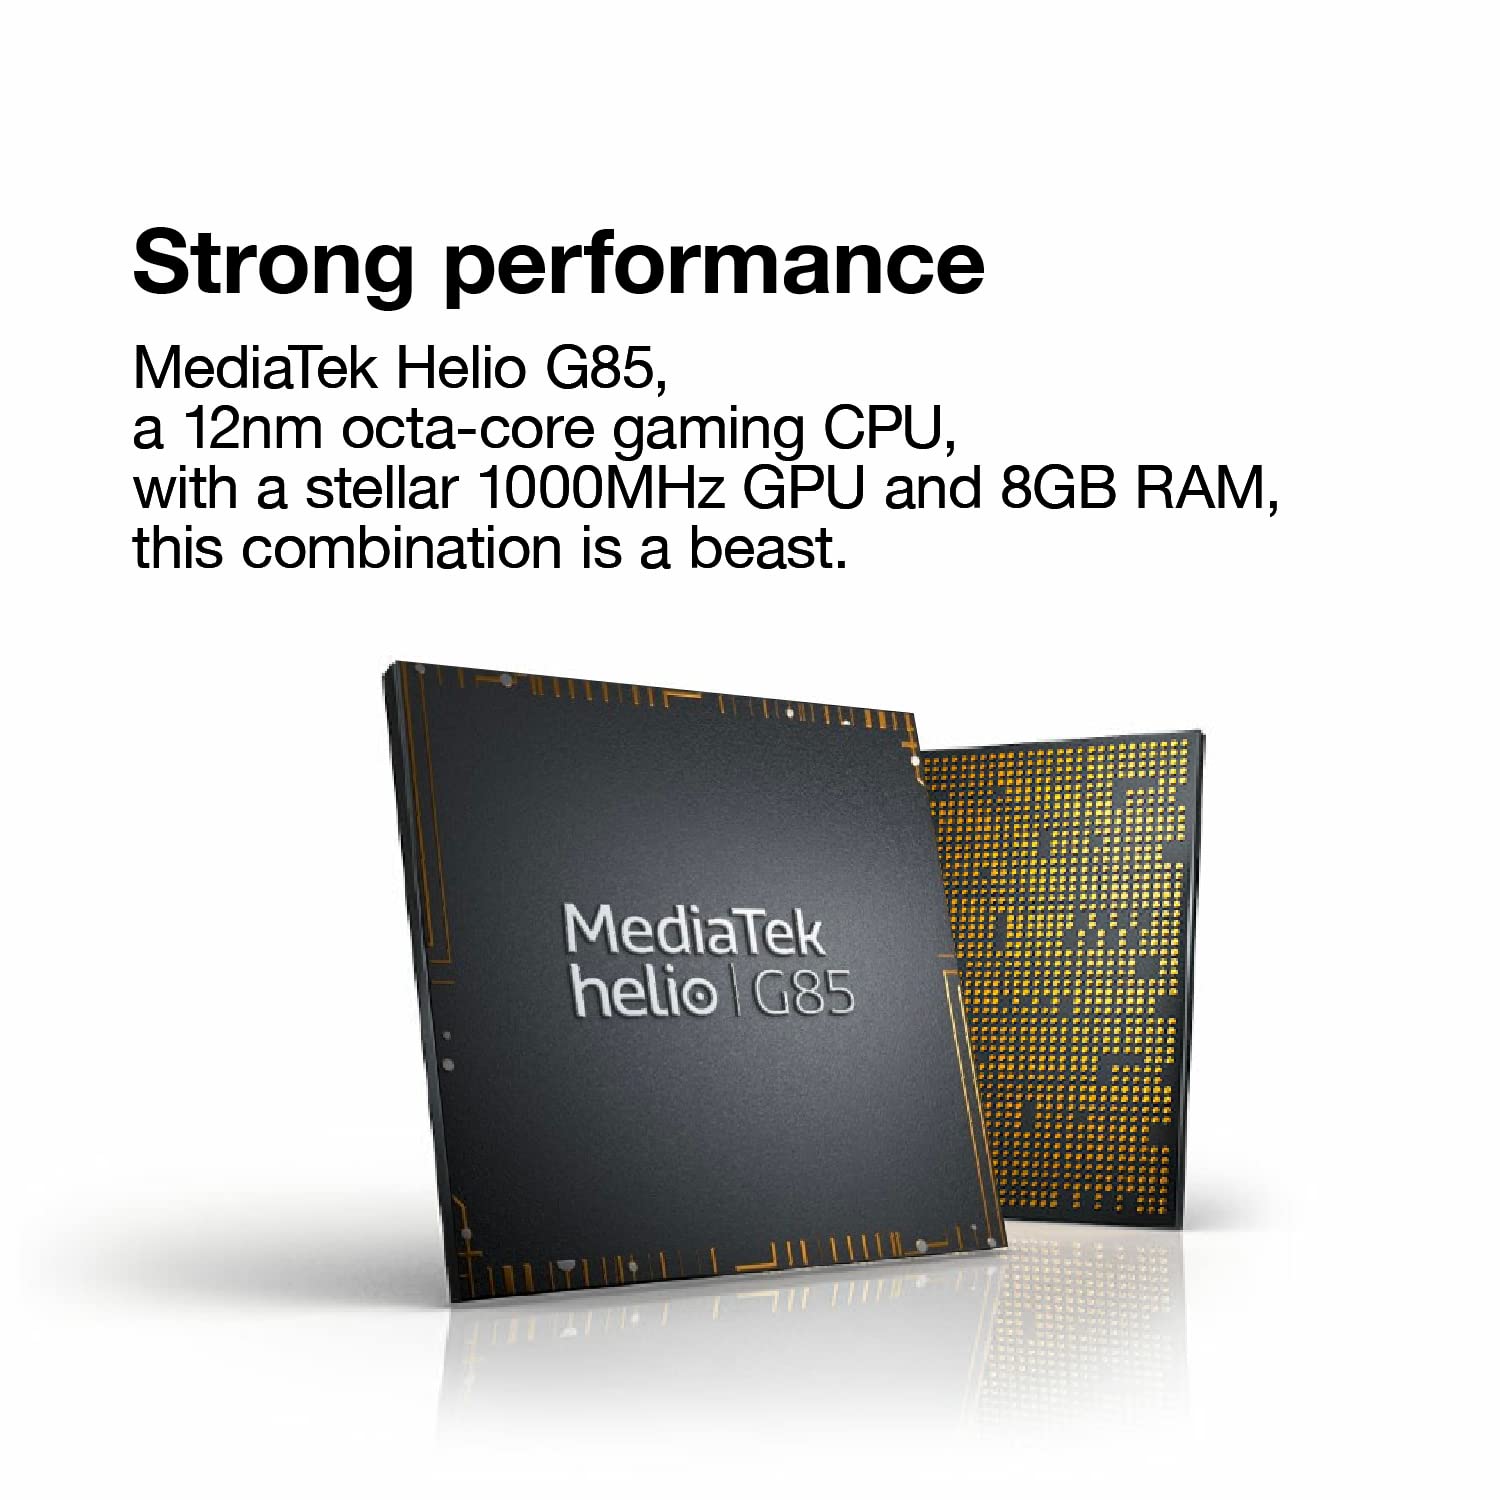 Strong performance
MediaTek Helio G85,
a 12nm octa-core gaming CPU,
with a stellar 1000MHz GPU and 8GB RAM,
this combination is a beast.
MediaTek
helio | G85